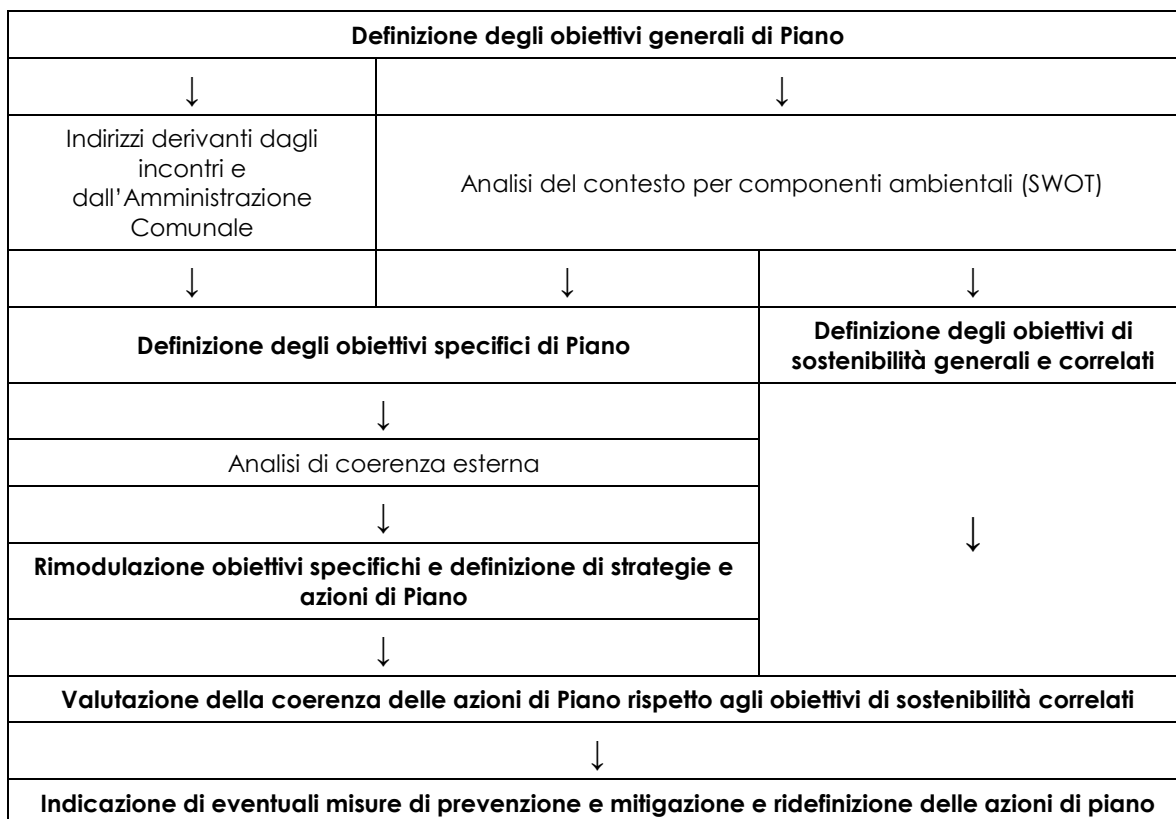 Definizione degli obiettivi generali di Piano
↓ ↓
Indirizzi derivanti dagli
incontri e
dall'Amministrazione
Comunale
Analisi del contesto per componenti ambientali (SWOT)
↓ ↓ ↓
Definizione degli obiettivi specifici di Piano
Definizione degli obiettivi di
sostenibilità generali e correlati
↓
Analisi di coerenza esterna
↓
↓
Rimodulazione obiettivi specifichi e definizione di strategie e
azioni di Piano
↓
Valutazione della coerenza delle azioni di Piano rispetto agli obiettivi di sostenibilità correlati
↓
Indicazione di eventuali misure di prevenzione e mitigazione e ridefinizione delle azioni di piano